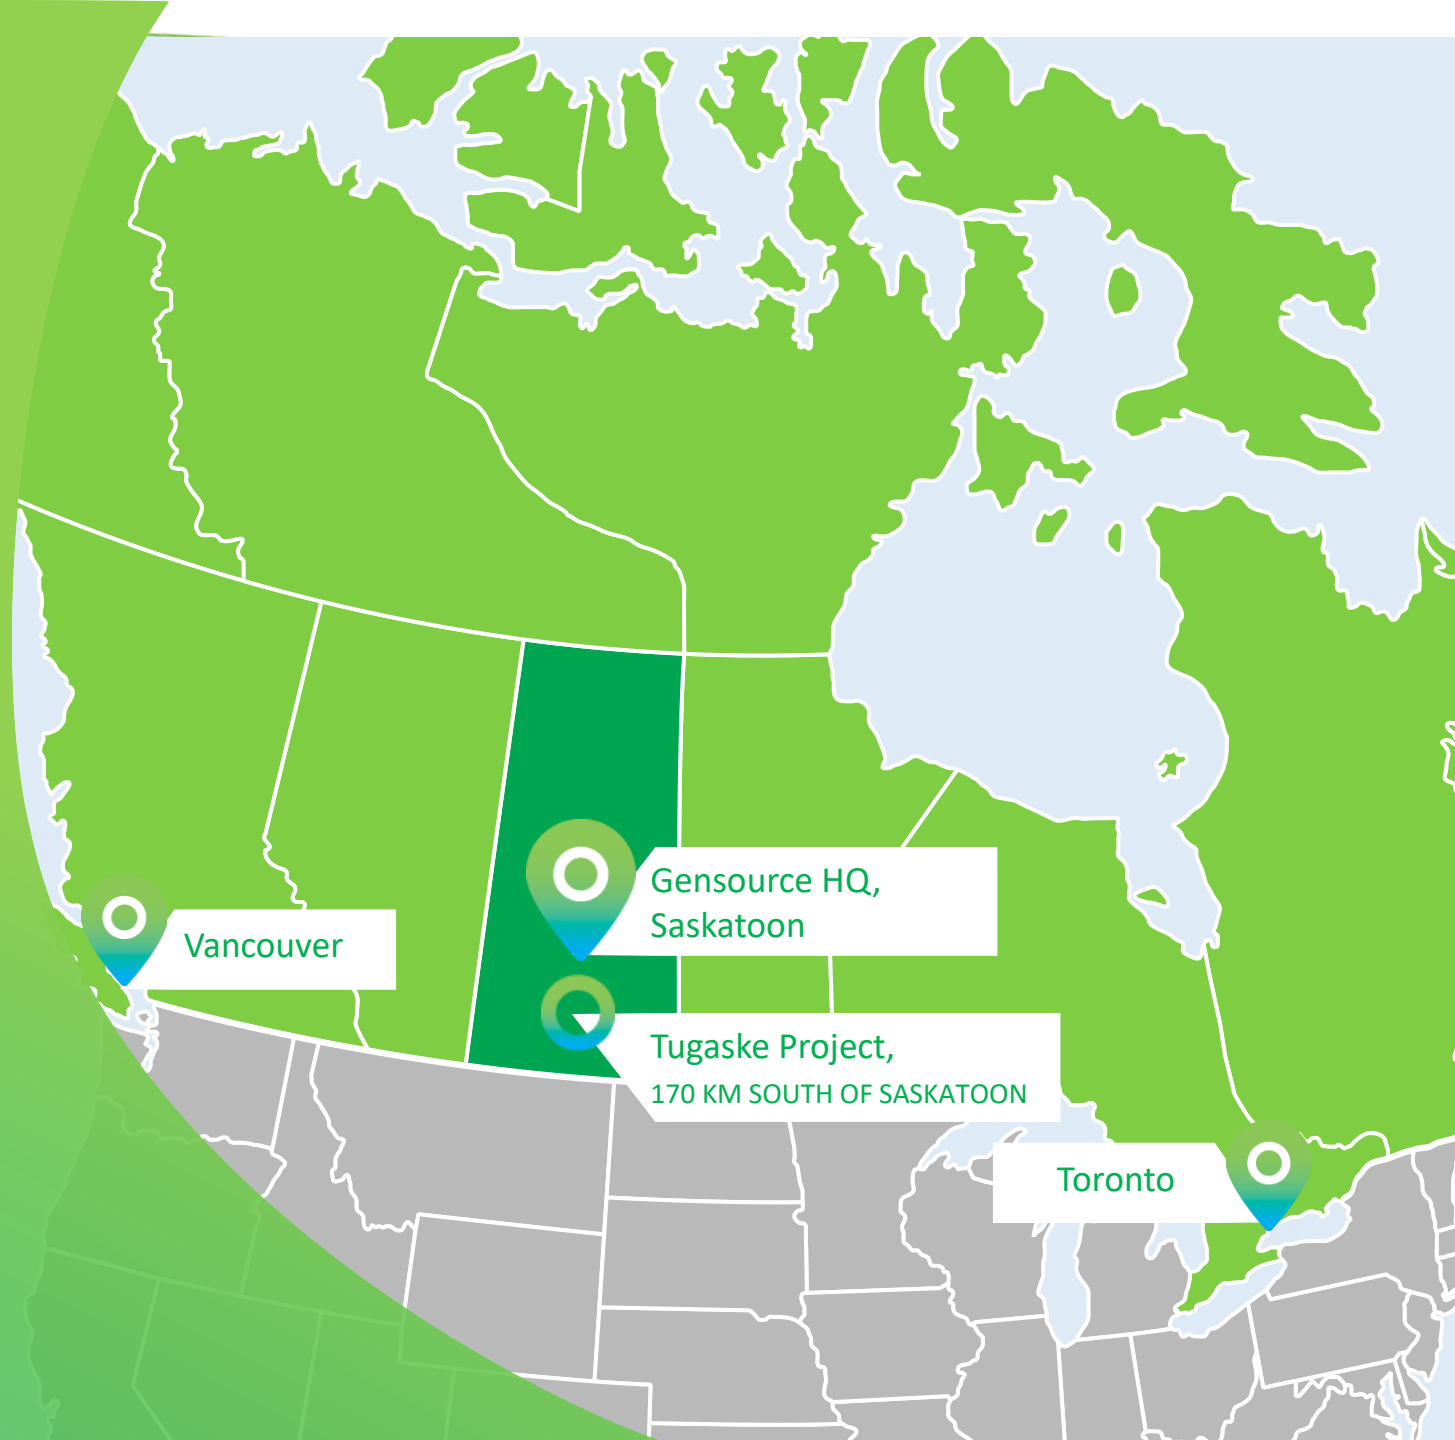 Gensource HQ,
Saskatoon
Vancouver
Tugaske Project,
170 KM SOUTH OF SASKATOON
Toronto